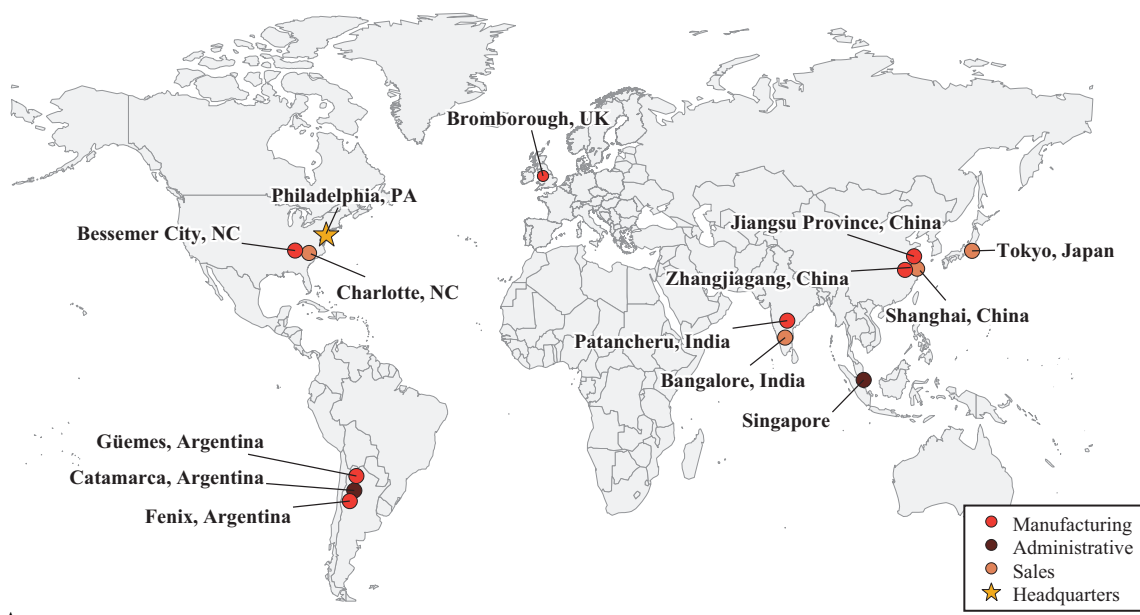 Bromborough, UK
Philadelphia, PA
Bessemer City, NC
Charlotte, NC
Jiangsu Province, China
Tokyo, Japan
Zhangjiagang, China
Shanghai, China
Patancheru, India
Bangalore, India
Singapore
Güemes, Argentina
Catamarca, Argentina
Fenix, Argentina
Manufacturing
Administrative
Sales
Headquarters